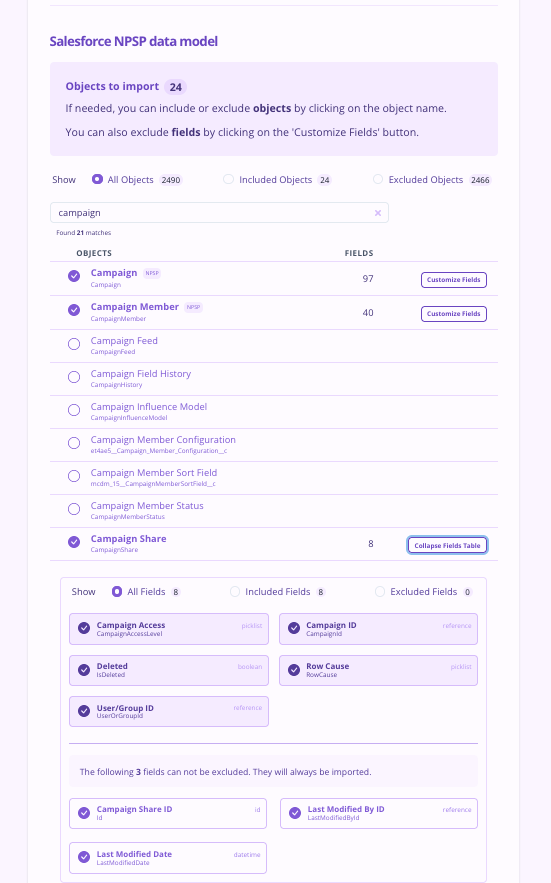 Salesforce NPSP data model
Objects to import 24
If needed, you can include or exclude objects by clicking on the object name.
You can also exclude fields by clicking on the 'Customize Fields' button.
Show All Objects 2490 Included Objects 24 Excluded Objects 2466
campaign ×
Found 21 matches
OBJECTS FIELDS
Campaign NPSP 97 Customize Fields
Campaign
Campaign Member NPSP 40 Customize Fields
CampaignMember
Campaign Feed
CampaignFeed
Campaign Field History
CampaignHistory
Campaign Influence Model
CampaignInfluenceModel
Campaign Member Configuration
et4ae5__Campaign_Member_Configuration__c
Campaign Member Sort Field
mcdm_15__CampaignMemberSortField__c
Campaign Member Status
CampaignMemberStatus
Campaign Share 8 Collapse Fields Table
CampaignShare
Show All Fields 8 Included Fields 8 Excluded Fields 0
Campaign Access picklist Campaign ID reference
CampaignAccessLevel CampaignId
Deleted boolean Row Cause picklist
IsDeleted RowCause
User/Group ID reference
UserOrGroupId
The following 3 fields can not be excluded. They will always be imported.
Campaign Share ID id Last Modified By ID reference
Id LastModifiedById
Last Modified Date datetime
LastModifiedDate